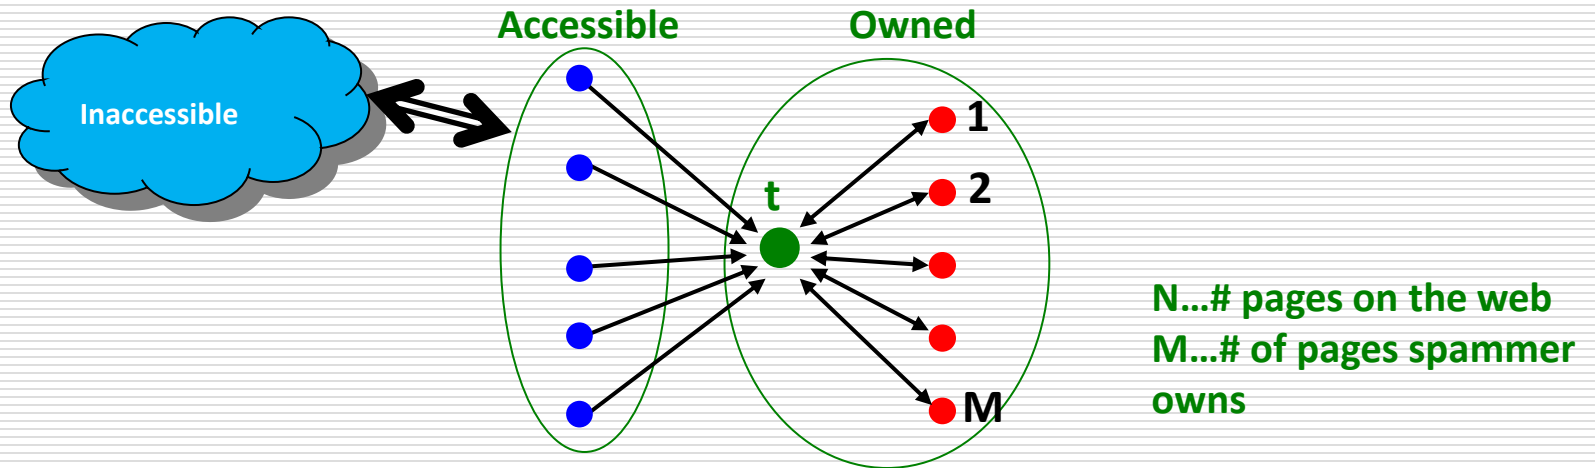 Accessible
Owned
Inaccessible
1
2
t
M
N...# pages on the web
M...# of pages spammer
owns